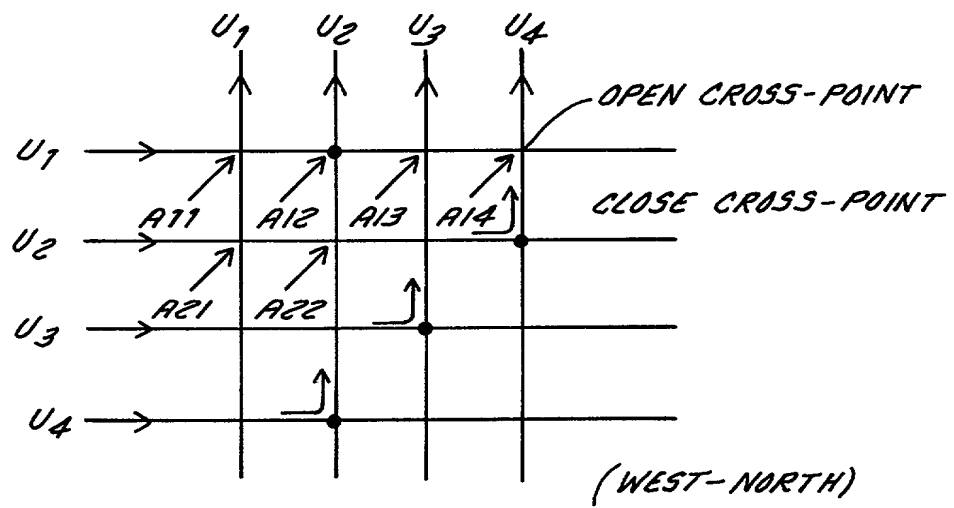 U1 U2 U3 U4
OPEN CROSS-POINT
U1
A11 A12 A13 A14
CLOSE CROSS-POINT
U2
A21 A22
U3
U4
(WEST-NORTH)